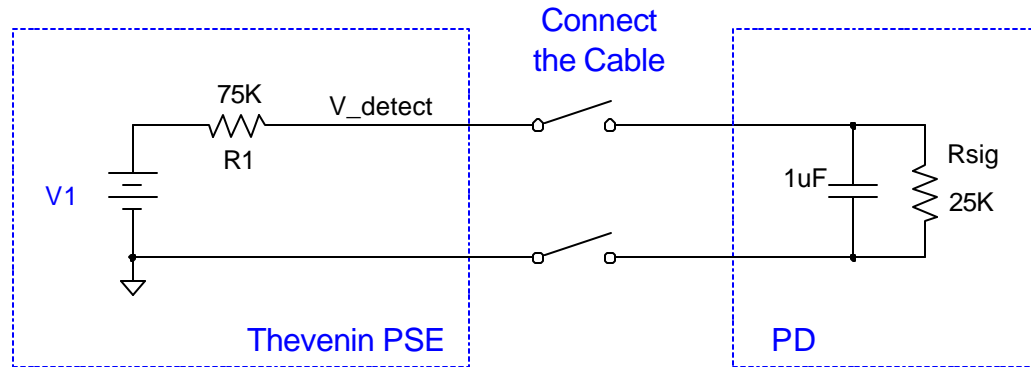 Connect
the Cable
75K
V_detect
R1
V1
1uF
Rsig
25K
Thevenin PSE
PD